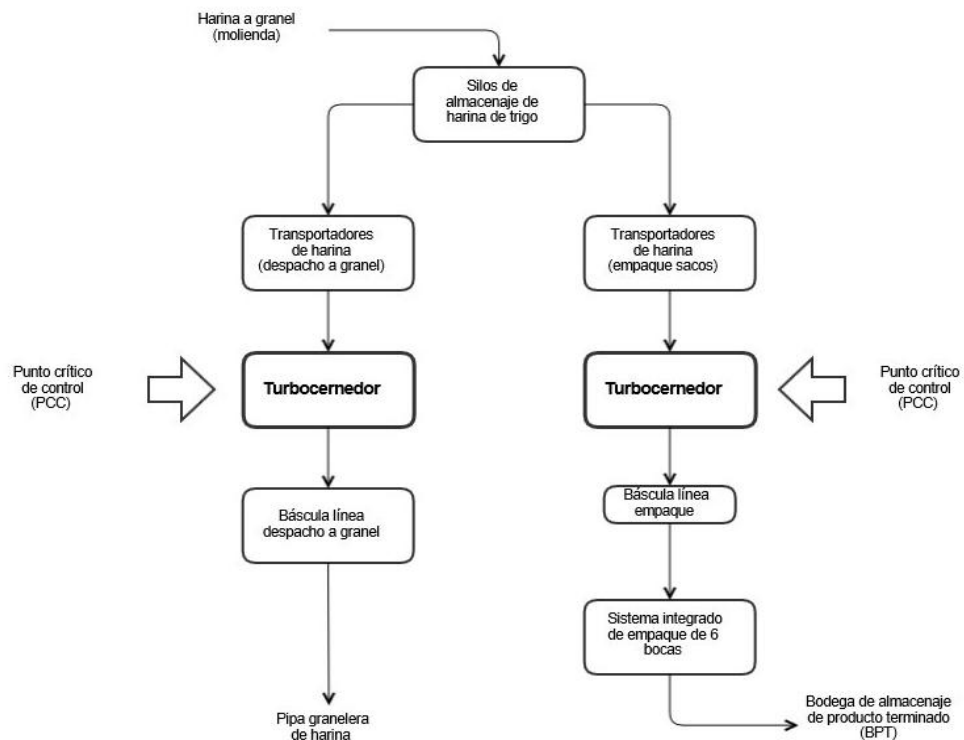 Harina a granel
(molienda)
Silos de
almacenaje de
harina de trigo
Transportadores
de harina
(despacho a granel)
Transportadores
de harina
(empaque sacos)
Punto crítico
de control
(PCC)
Turbocernedor
Turbocernedor
Punto crítico
de control
(PCC)
Báscula línea
despacho a granel
Báscula línea
empaque
Sistema integrado
de empaque de 6
bocas
Pipa granelera
de harina
Bodega de almacenaje
de producto terminado
(BPT)